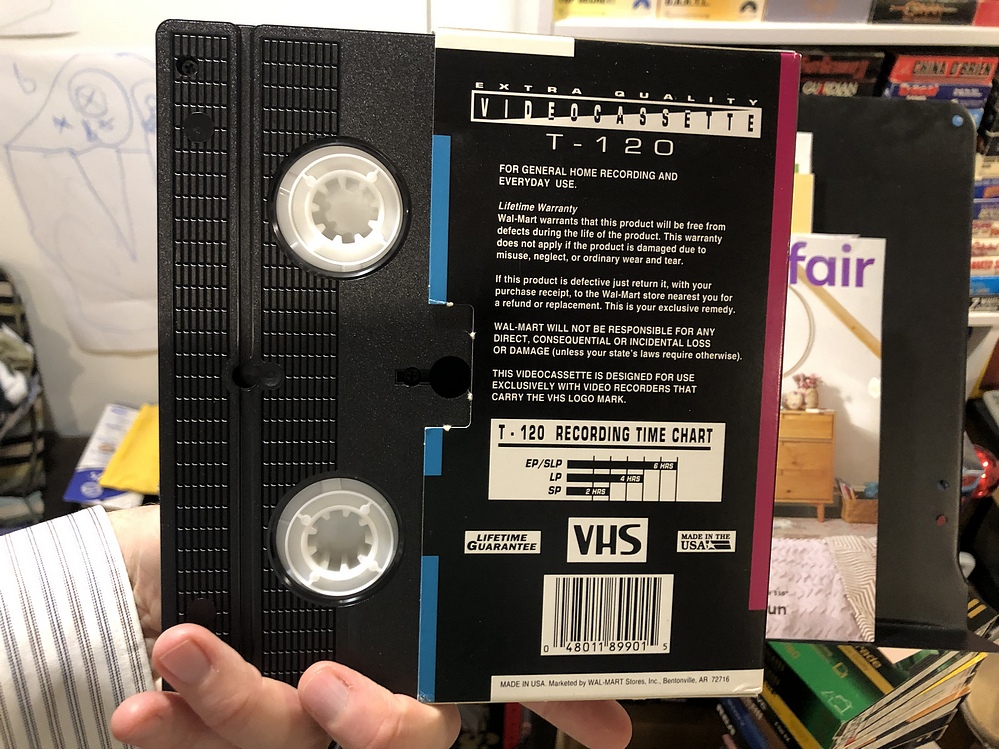 EXTRA QUALITY
VIDEOCASSETTE
T-120
FOR GENERAL HOME RECORDING AND
EVERYDAY USE.
Lifetime Warranty
Wal-Mart warrants that this product will be free from
defects during the life of the product. This warranty
does not apply if the product is damaged due to
misuse, neglect, or ordinary wear and tear.
If this product is defective just return it, with your
purchase receipt, to the Wal-Mart store nearest you for
a refund or replacement. This is your exclusive remedy.
WAL-MART WILL NOT BE RESPONSIBLE FOR ANY
DIRECT, CONSEQUENTIAL OR INCIDENTAL LOSS
OR DAMAGE (unless your state's laws require otherwise).
THIS VIDEOCASSETTE IS DESIGNED FOR USE
EXCLUSIVELY WITH VIDEO RECORDERS THAT
CARRY THE VHS LOGO MARK.
T-120 RECORDING TIME CHART
EP/SLP 6 HRS
LP 4 HRS
SP 2 HRS
LIFETIME
GUARANTEE
VHS
MADE IN THE
USA
0 48011 89901 5
MADE IN USA. Marketed by WAL-MART Stores, Inc., Bentonville, AR 72716
CHINA O'BRIEN
GUARDIAN
fair
un